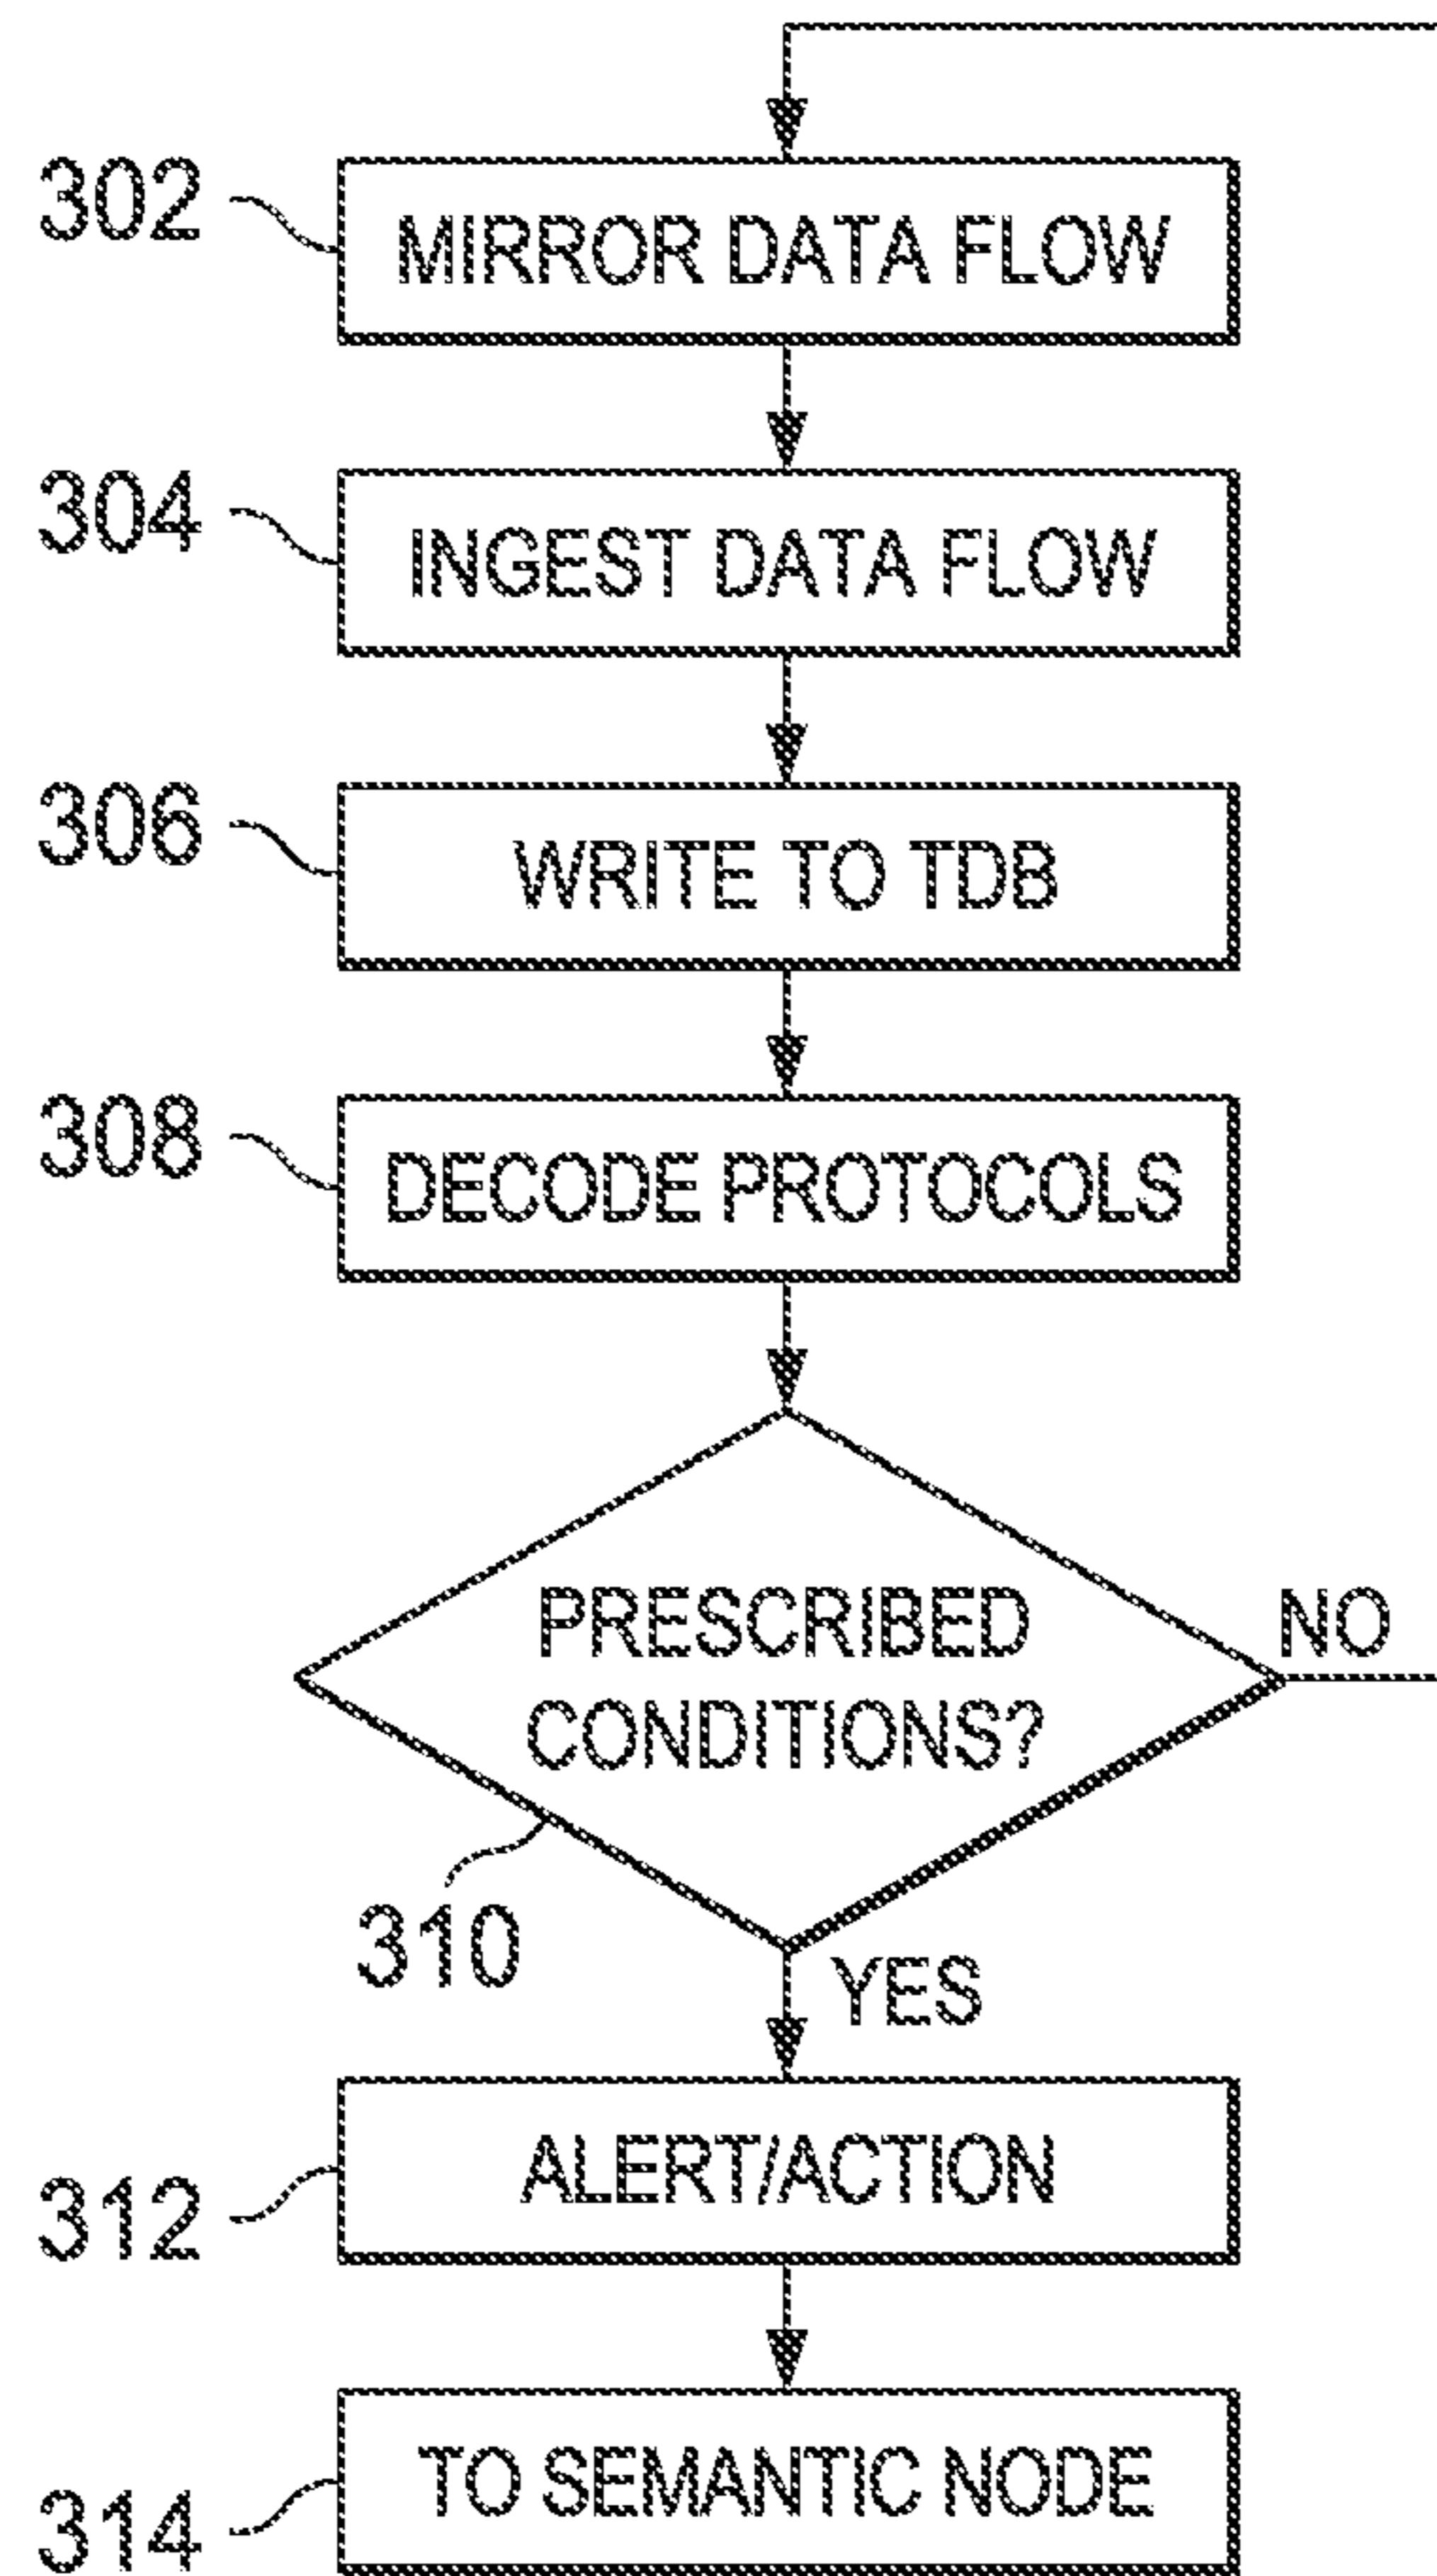 302
MIRROR DATA FLOW
304
INGEST DATA FLOW
306
WRITE TO TDB
308
DECODE PROTOCOLS
PRESCRIBED
CONDITIONS?
NO
310
YES
312
ALERT/ACTION
314
TO SEMANTIC NODE